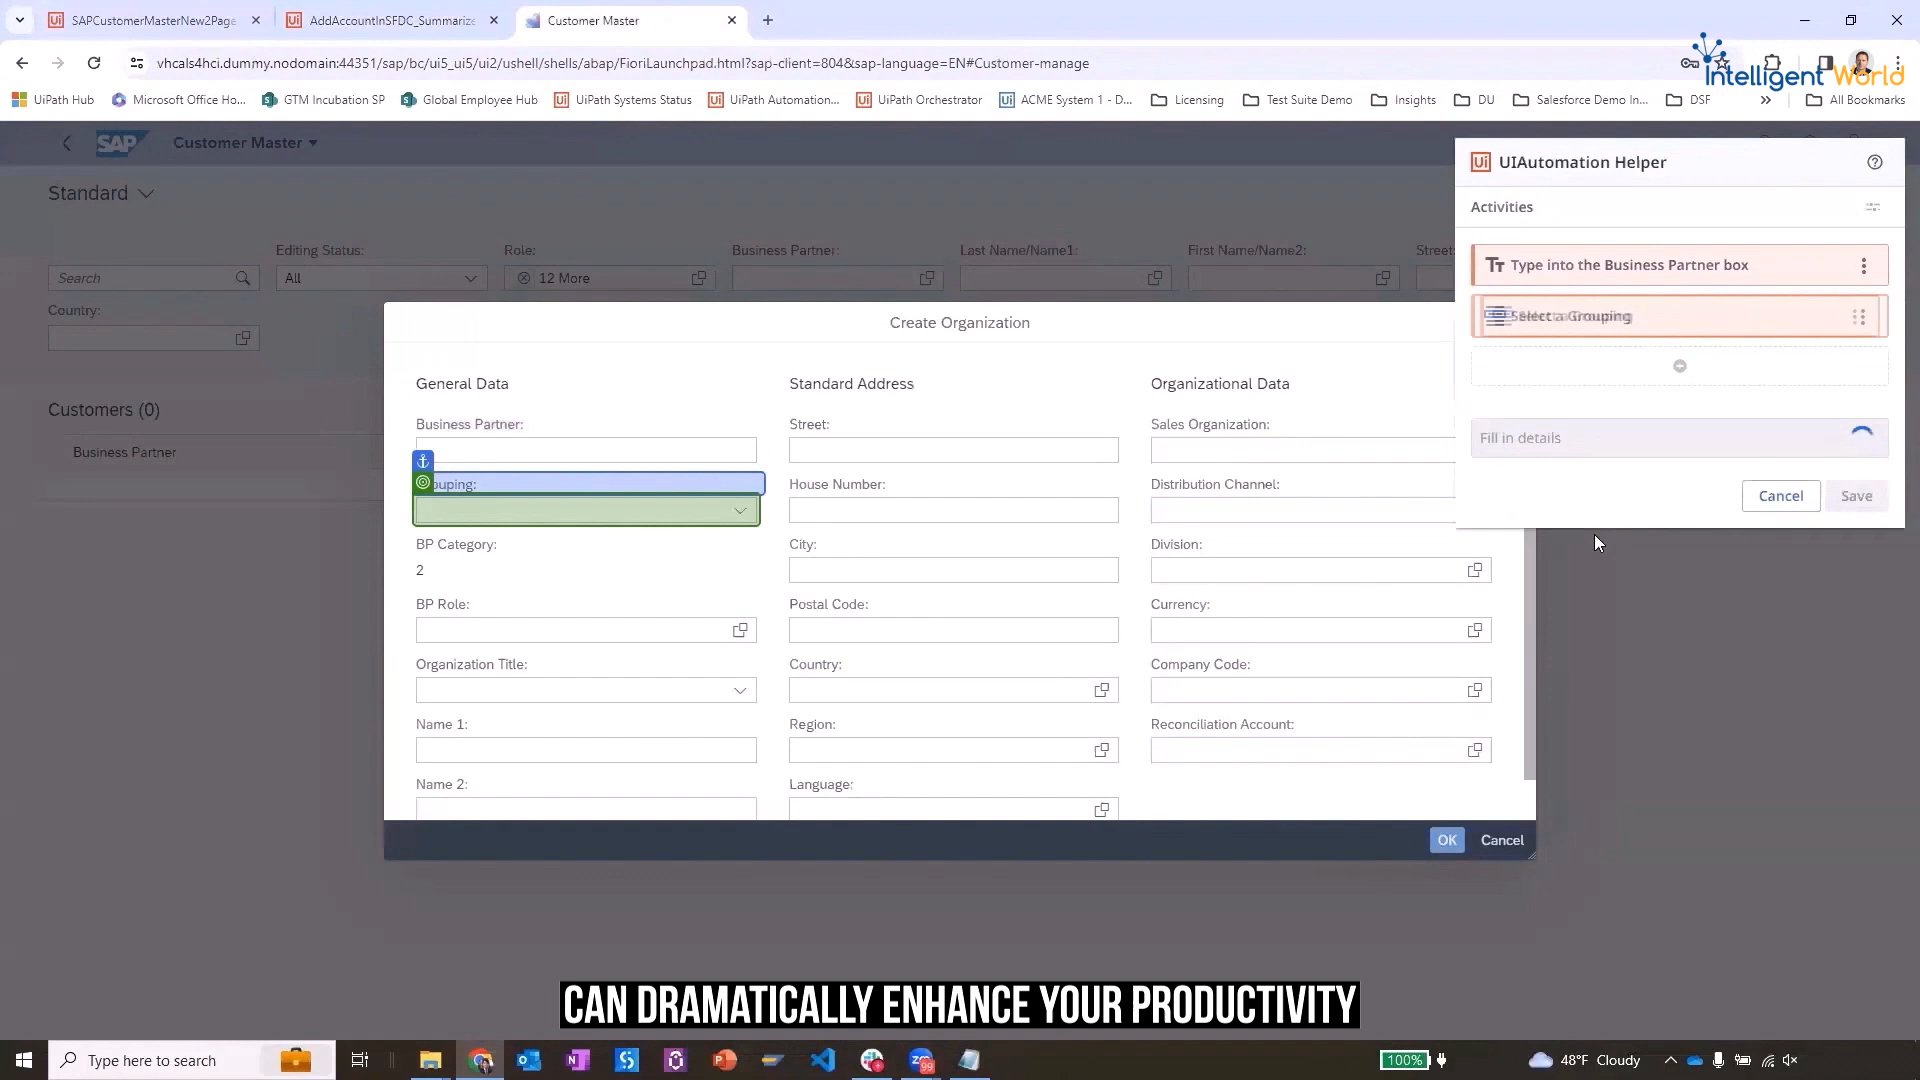 SAPCustomerMasterNew2Page
AddAccountInSFDC_Summarize
Customer Master
vhcals4hci.dummy.nodomain:44351/sap/bc/ui5_ui5/ui2/ushell/shells/abap/FioriLaunchpad.html?sap-client=804&sap-language=EN#Customer-manage
Intelligent World
UiPath Hub
Microsoft Office Ho...
GTM Incubation SP
Global Employee Hub
UiPath Systems Status
UiPath Automation...
UiPath Orchestrator
ACME System 1 - D...
Licensing
Test Suite Demo
Insights
DU
Salesforce Demo In...
DSF
All Bookmarks
SAP
Customer Master
Standard
Editing Status:
Role:
Business Partner:
Last Name/Name1:
First Name/Name2:
Street:
Search
All
12 More
Country:
Customers (0)
Business Partner
Create Organization
General Data
Business Partner:
ouping:
BP Category:
2
BP Role:
Organization Title:
Name 1:
Name 2:
Standard Address
Street:
House Number:
City:
Postal Code:
Country:
Region:
Language:
Organizational Data
Sales Organization:
Distribution Channel:
Division:
Currency:
Company Code:
Reconciliation Account:
OK
Cancel
Ui UIAutomation Helper
Activities
Type into the Business Partner box
Select a Grouping
Fill in details
Cancel
Save
CAN DRAMATICALLY ENHANCE YOUR PRODUCTIVITY
Type here to search
100%
48°F Cloudy